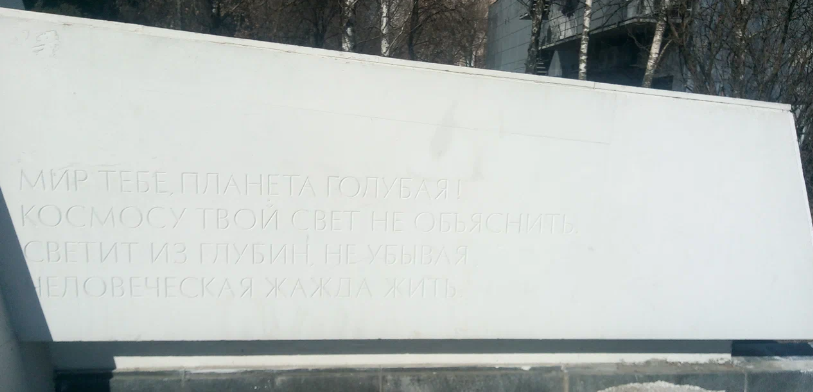 МИР ТЕБЕ, ПЛАНЕТА ГОЛУБАЯ!
КОСМОСУ ТВОЙ СВЕТ НЕ ОБЪЯСНИТЬ.
СВЕТИТ ИЗ ГЛУБИН, НЕ УБЫВАЯ
ЧЕЛОВЕЧЕСКАЯ ЖАЖДА ЖИТЬ.